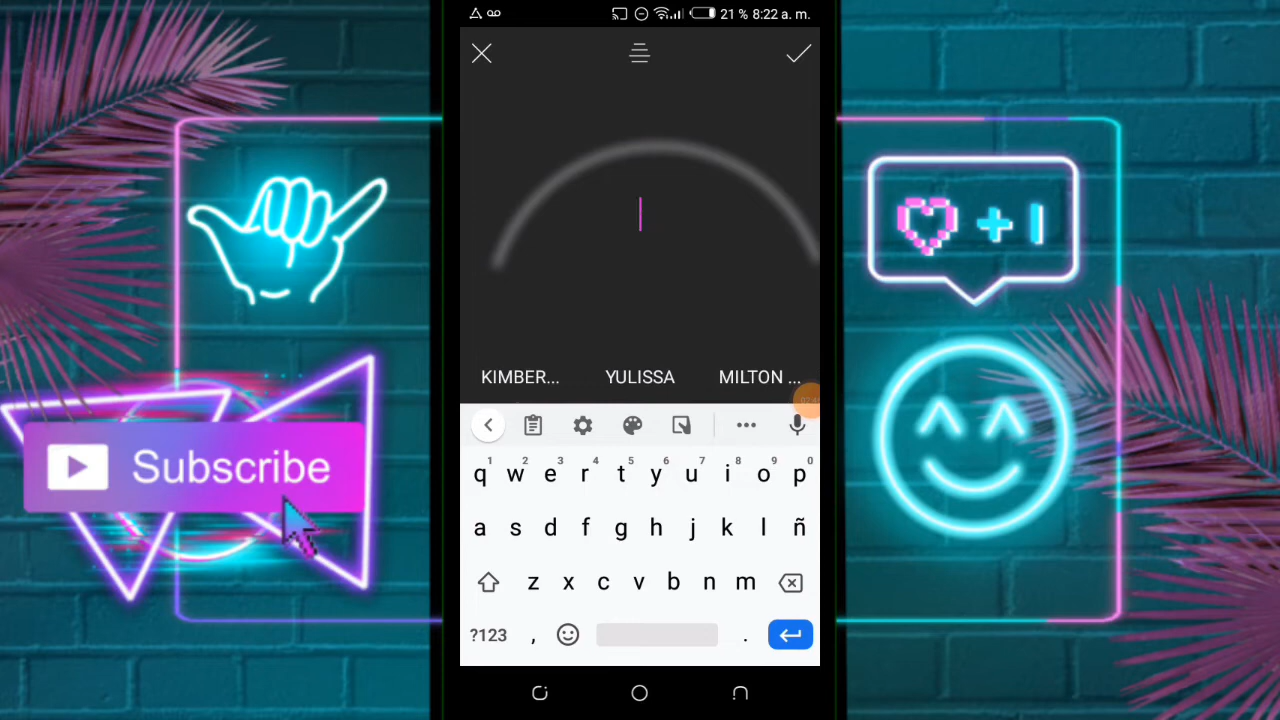 21 % 8:22 a. m.
KIMBER... YULISSA MILTON ...
Subscribe
+ 1
1 2 3 4 5 6 7 8 9 0
q w e r t y u i o p
a s d f g h j k l ñ
z x c v b n m
?123 , .